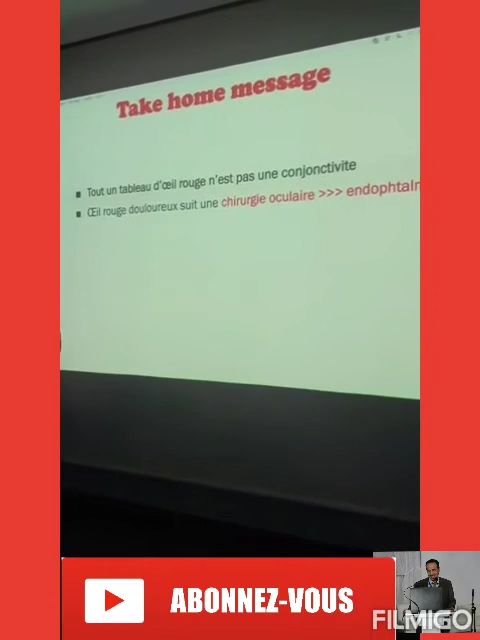 Take home message
Tout un tableau d'œil rouge n'est pas une conjonctivite
Œil rouge douloureux suit une chirurgie oculaire >>> endophtalm
ABONNEZ-VOUS
FILMIGO